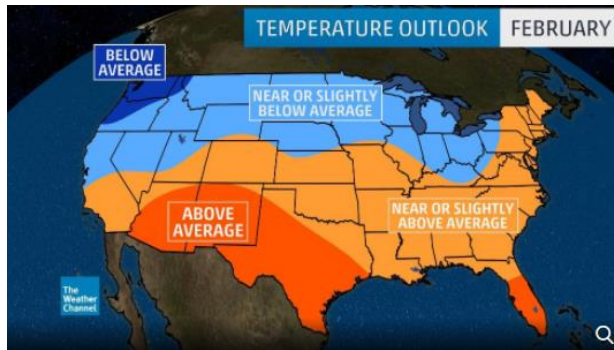 TEMPERATURE OUTLOOK
FEBRUARY
BELOW
AVERAGE
NEAR OR SLIGHTLY
BELOW AVERAGE
ABOVE
AVERAGE
NEAR OR SLIGHTLY
ABOVE AVERAGE
The
Weather
Channel